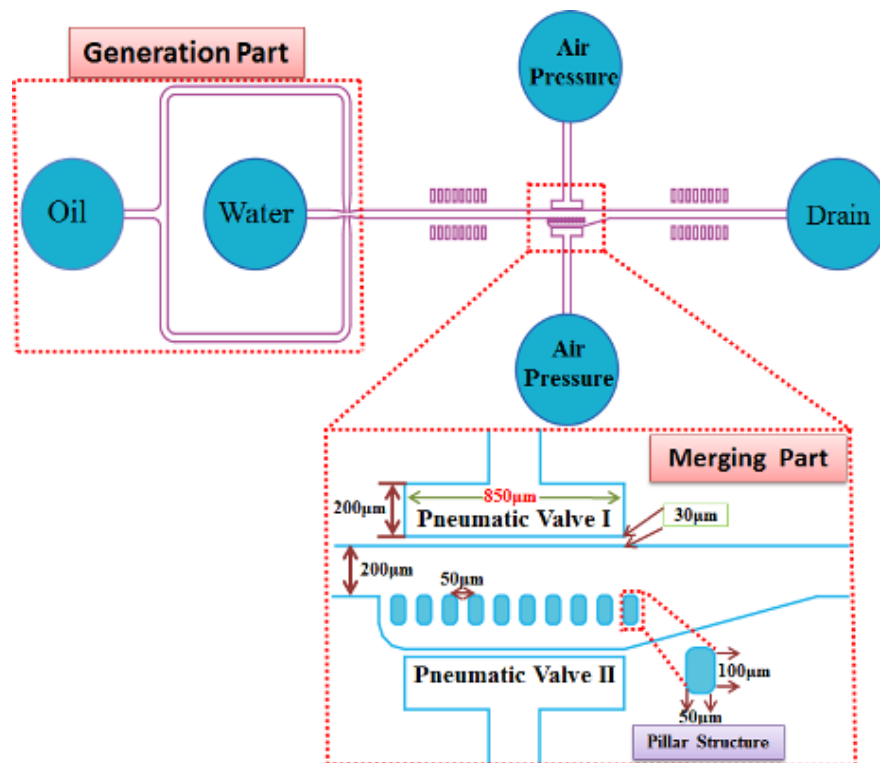 Generation Part
Air
Pressure
Oil
Water
Drain
Air
Pressure
Merging Part
850μm
200μm
Pneumatic Valve I
30μm
200μm
50μm
Pneumatic Valve II
100μm
50μm
Pillar Structure